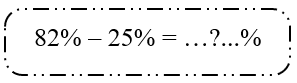 82% – 25% = …?...%